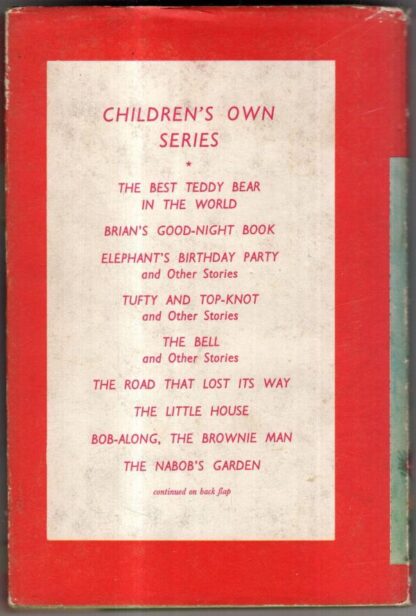 CHILDREN'S OWN
SERIES
*
THE BEST TEDDY BEAR
IN THE WORLD
BRIAN'S GOOD-NIGHT BOOK
ELEPHANT'S BIRTHDAY PARTY
and Other Stories
TUFTY AND TOP-KNOT
and Other Stories
THE BELL
and Other Stories
THE ROAD THAT LOST ITS WAY
THE LITTLE HOUSE
BOB-ALONG, THE BROWNIE MAN
THE NABOB'S GARDEN
continued on back flap